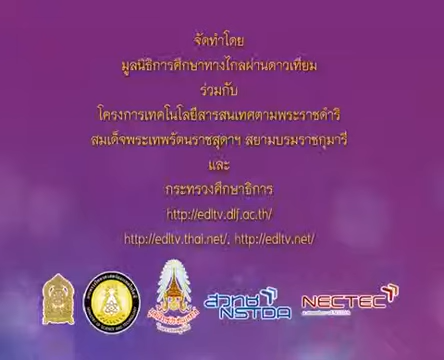 จัดทำโดย
มูลนิธิการศึกษาทางไกลผ่านดาวเทียม
ร่วมกับ
โครงการเทคโนโลยีสารสนเทศตามพระราชดำริ
สมเด็จพระเทพรัตนราชสุดาฯ สยามบรมราชกุมารี
และ
กระทรวงศึกษาธิการ
http://edltv.dlf.ac.th/
http://edltv.thai.net/, http://edltv.net/
สวทช NECTEC
NSTDA